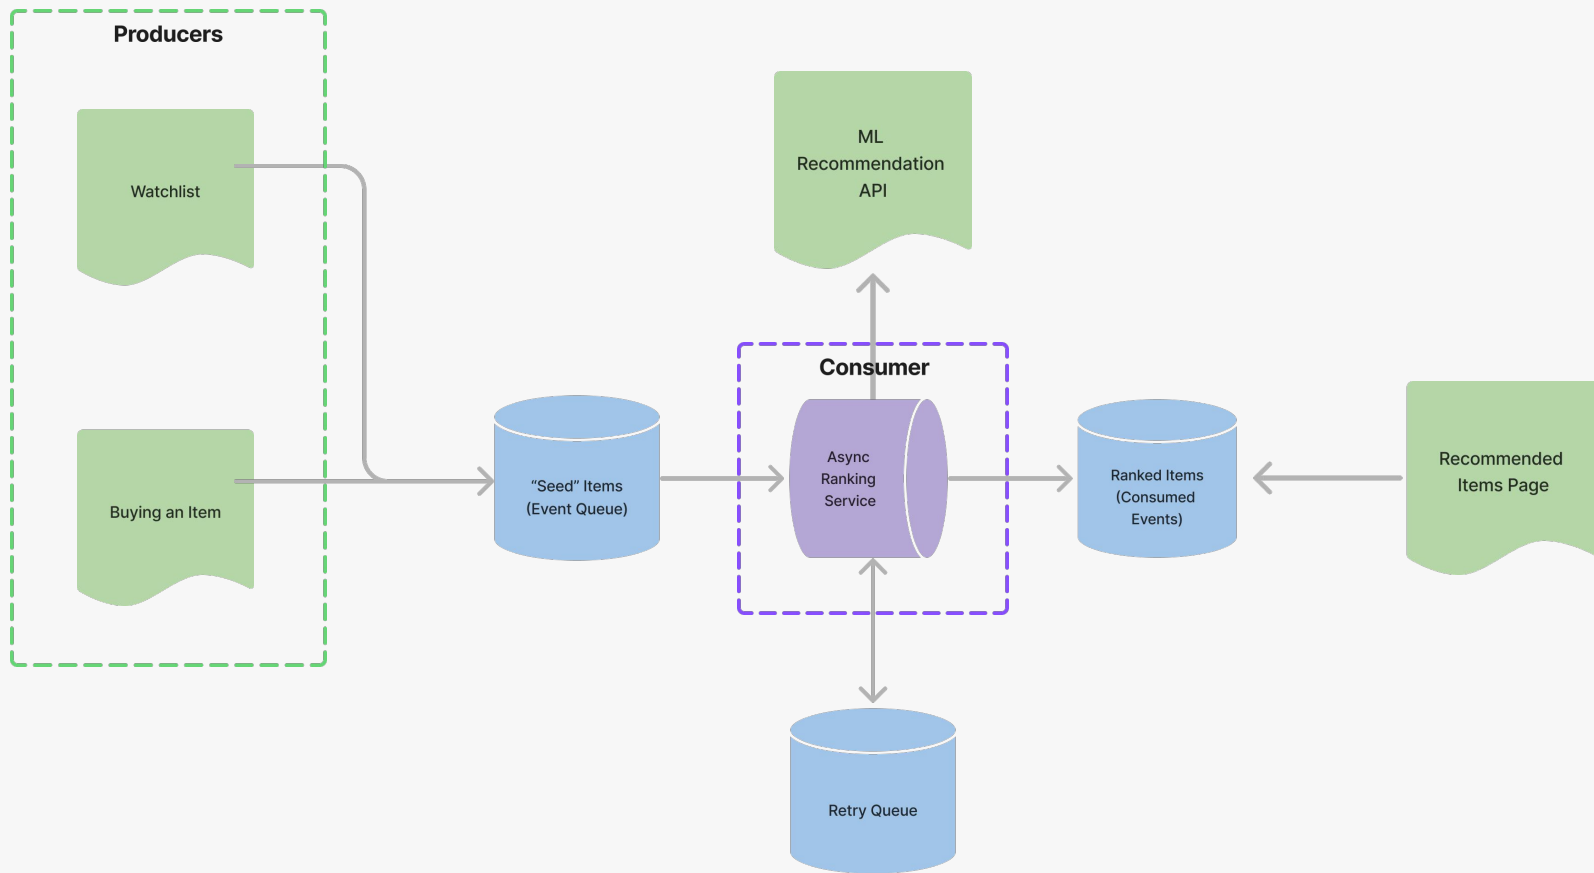 Producers
Watchlist
Buying an Item
“Seed” Items
(Event Queue)
ML
Recommendation
API
Consumer
Async
Ranking
Service
Retry Queue
Ranked Items
(Consumed
Events)
Recommended
Items Page